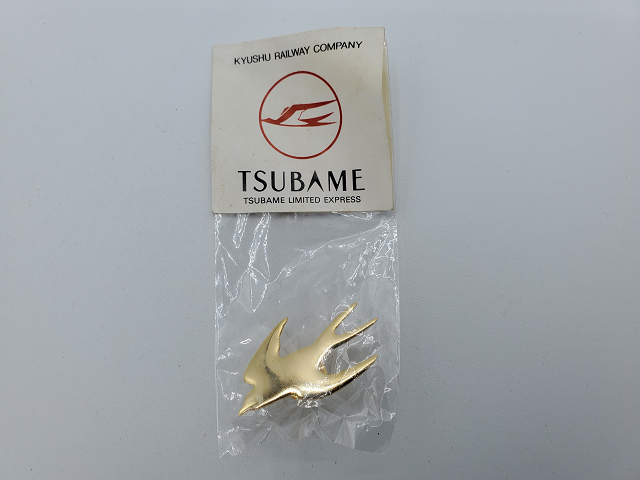 KYUSHU RAILWAY COMPANY
TSUBAME
TSUBAME LIMITED EXPRESS